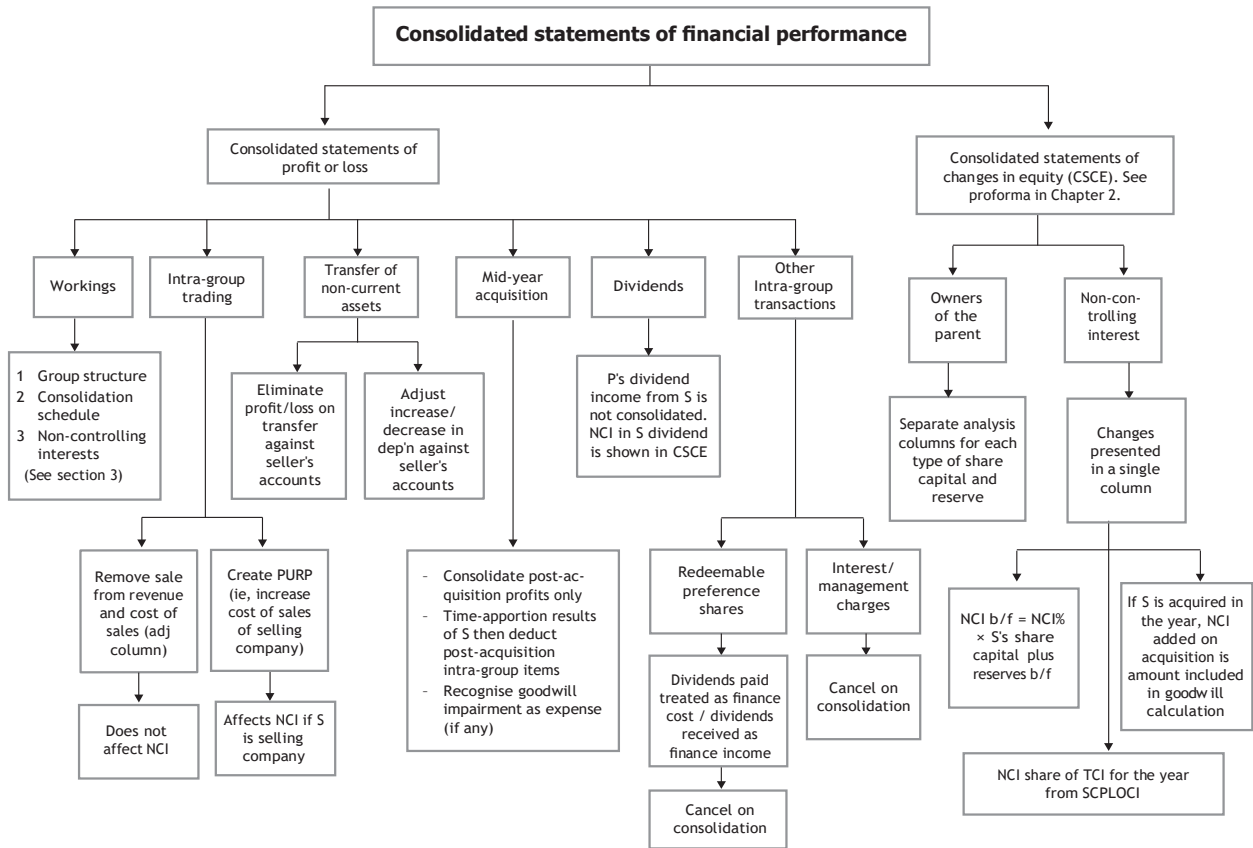 Consolidated statements of financial performance
Consolidated statements of
profit or loss
Consolidated statements of
changes in equity (CSCE). See
proforma in Chapter 2.
Workings
Intra-group
trading
Transfer of
non-current
assets
Mid-year
acquisition
Dividends
Other
Intra-group
transactions
Owners
of the
parent
Non-con-
trolling
interest
1 Group structure
2 Consolidation
schedule
3 Non-controlling
interests
(See section 3)
Eliminate
profit/loss on
transfer
against
seller's
accounts
Adjust
increase/
decrease in
dep'n against
seller's
accounts
P's dividend
income from S is
not consolidated.
NCI in S dividend
is shown in CSCE
Separate analysis
columns for each
type of share
capital and
reserve
Changes
presented
in a single
column
Remove sale
from revenue
and cost of
sales (adj
column)
Create PURP
(ie, increase
cost of sales
of selling
company)
- Consolidate post-ac-
quisition profits only
- Time-apportion results
of S then deduct
post-acquisition
intra-group items
- Recognise goodwill
impairment as expense
(if any)
Redeemable
preference
shares
Interest/
management
charges
NCI b/f = NCI%
× S's share
capital plus
reserves b/f
If S is acquired in
the year, NCI
added on
acquisition is
amount included
in goodwill
calculation
Does not
affect NCI
Affects NCI if S
is selling
company
Dividends paid
treated as finance
cost / dividends
received as
finance income
Cancel on
consolidation
NCI share of TCI for the year
from SCPLOCI
Cancel on
consolidation